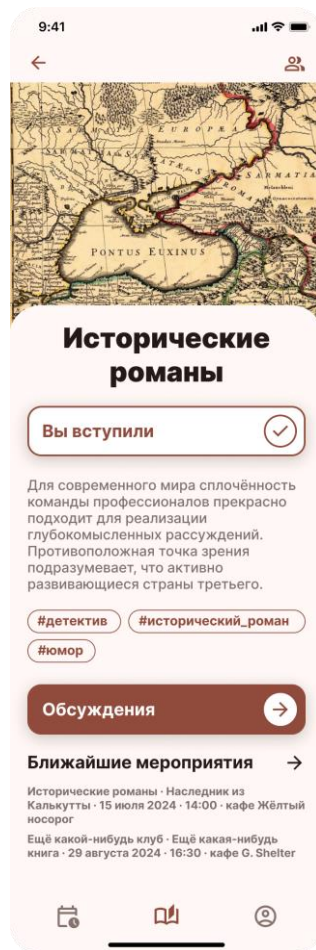 9:41
SARMATIA
EUROPÆA
PONTUS EUXINUS
Исторические
романы
Вы вступили
Для современного мира сплочённость
команды профессионалов прекрасно
подходит для реализации
глубокомысленных рассуждений.
Противоположная точка зрения
подразумевает, что активно
развивающиеся страны третьего.
#детектив #исторический_роман
#юмор
Обсуждения
Ближайшие мероприятия
Исторические романы · Наследник из
Калькутты · 15 июля 2024 · 14:00 · кафе Жёлтый
носорог
Ещё какой-нибудь клуб · Ещё какая-нибудь
книга · 29 августа 2024 · 16:30 · кафе G. Shelter